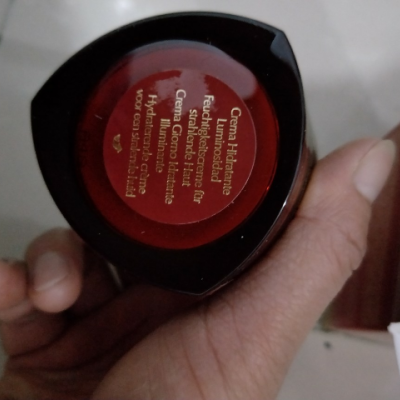 Crema Hidratante
Luminosidad
Feuchtigkeitscreme für
strahlende Haut
Crema Giorno Idratante
Illuminante
Hydraterende crème
voor een stralende huid